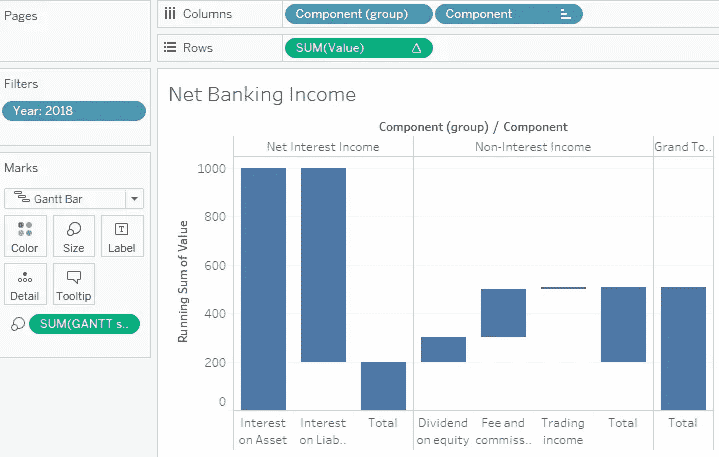 Pages
Columns
Component (group)
Component
Rows
SUM(Value)
Filters
Year: 2018
Marks
Gantt Bar
Color
Size
Label
Detail
Tooltip
SUM(GANTT s..
Net Banking Income
Component (group) / Component
Net Interest Income
Non-Interest Income
Grand To..
Running Sum of Value
1000
800
600
400
200
0
Interest
on Asset
Interest
on Liab..
Total
Dividend
on equity
Fee and
commiss..
Trading
income
Total
Total